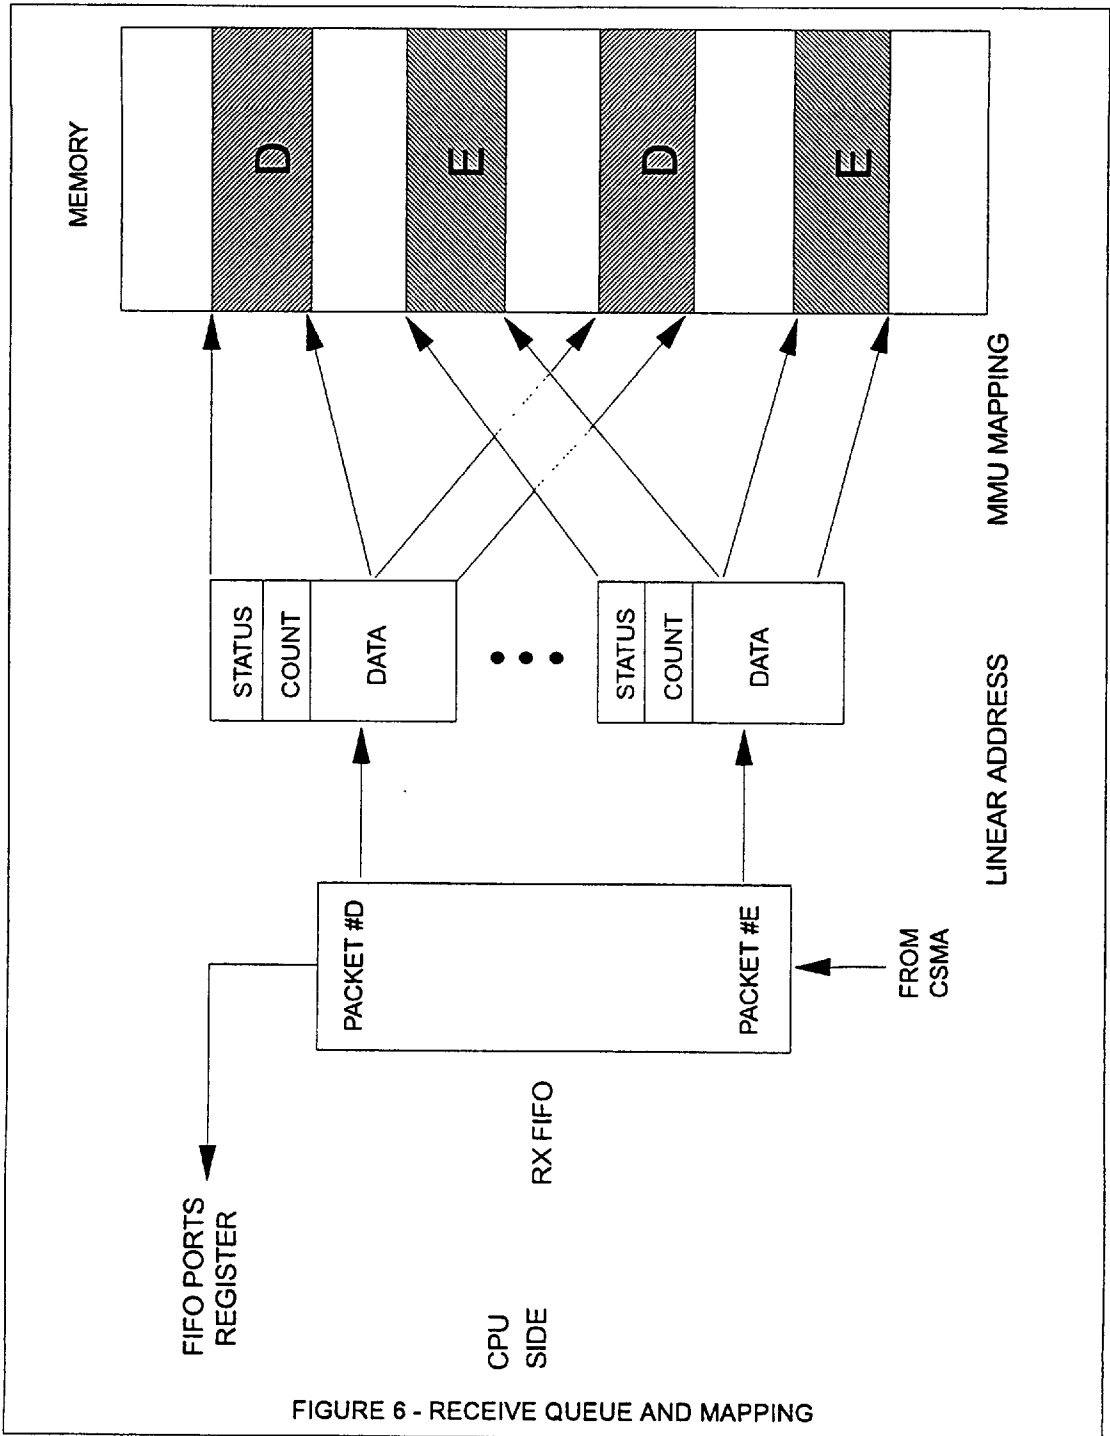 FIFO PORTS
REGISTER
CPU
SIDE
RX FIFO
PACKET #D
PACKET #E
FROM
CSMA
STATUS
COUNT
DATA
STATUS
COUNT
DATA
LINEAR ADDRESS
MMU MAPPING
MEMORY
D
E
D
E
FIGURE 6 - RECEIVE QUEUE AND MAPPING